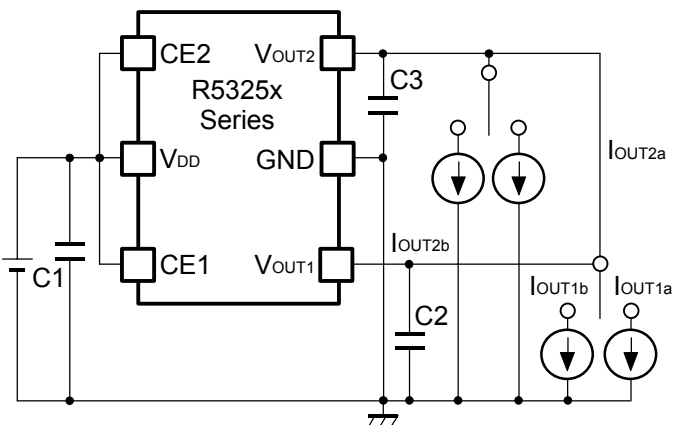 CE2
VOUT2
R5325x
Series
C3
VDD
GND
IOUT2a
IOUT2b
C1
CE1
VOUT1
IOUT1b
IOUT1a
C2